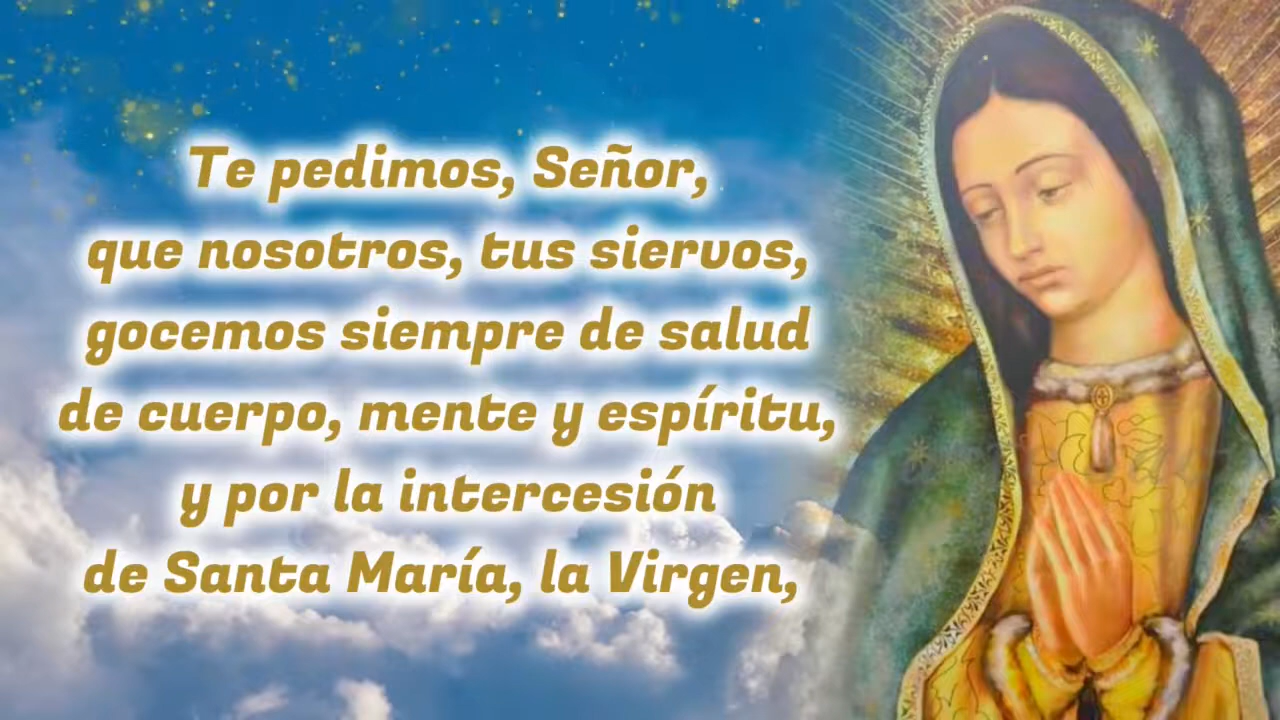 Te pedimos, Señor,
que nosotros, tus siervos,
gocemos siempre de salud
de cuerpo, mente y espíritu,
y por la intercesión
de Santa María, la Virgen,